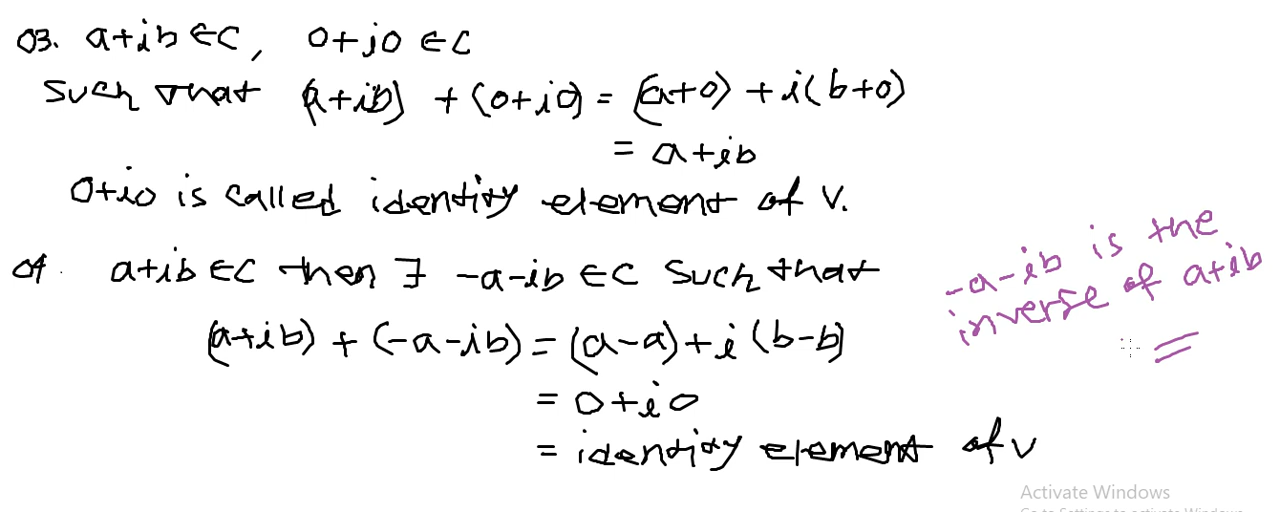 03. a+ib ∈ C, 0+i0 ∈ C
Such that (a+ib) + (0+i0) = (a+0) + i(b+0)
= a+ib
0+i0 is called identity element of V.
04. a+ib ∈ C then ∃ -a-ib ∈ C such that
(a+ib) + (-a-ib) = (a-a) + i(b-b)
= 0+i0
= identity element of V
-a-ib is the
inverse of a+ib
Activate Windows